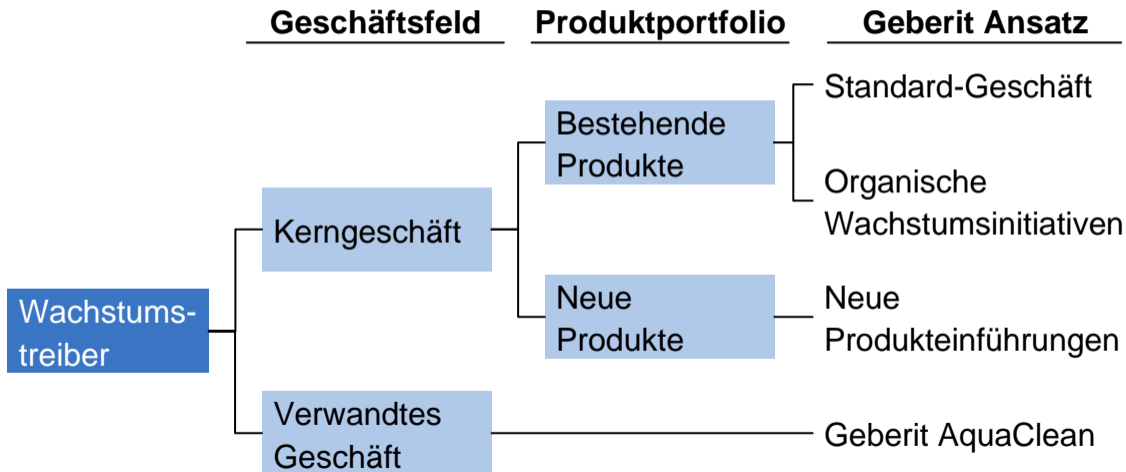 Geschäftsfeld
Produktportfolio
Geberit Ansatz
Wachstums-
treiber
Kerngeschäft
Verwandtes
Geschäft
Bestehende
Produkte
Neue
Produkte
Standard-Geschäft
Organische
Wachstumsinitiativen
Neue
Produkteinführungen
Geberit AquaClean